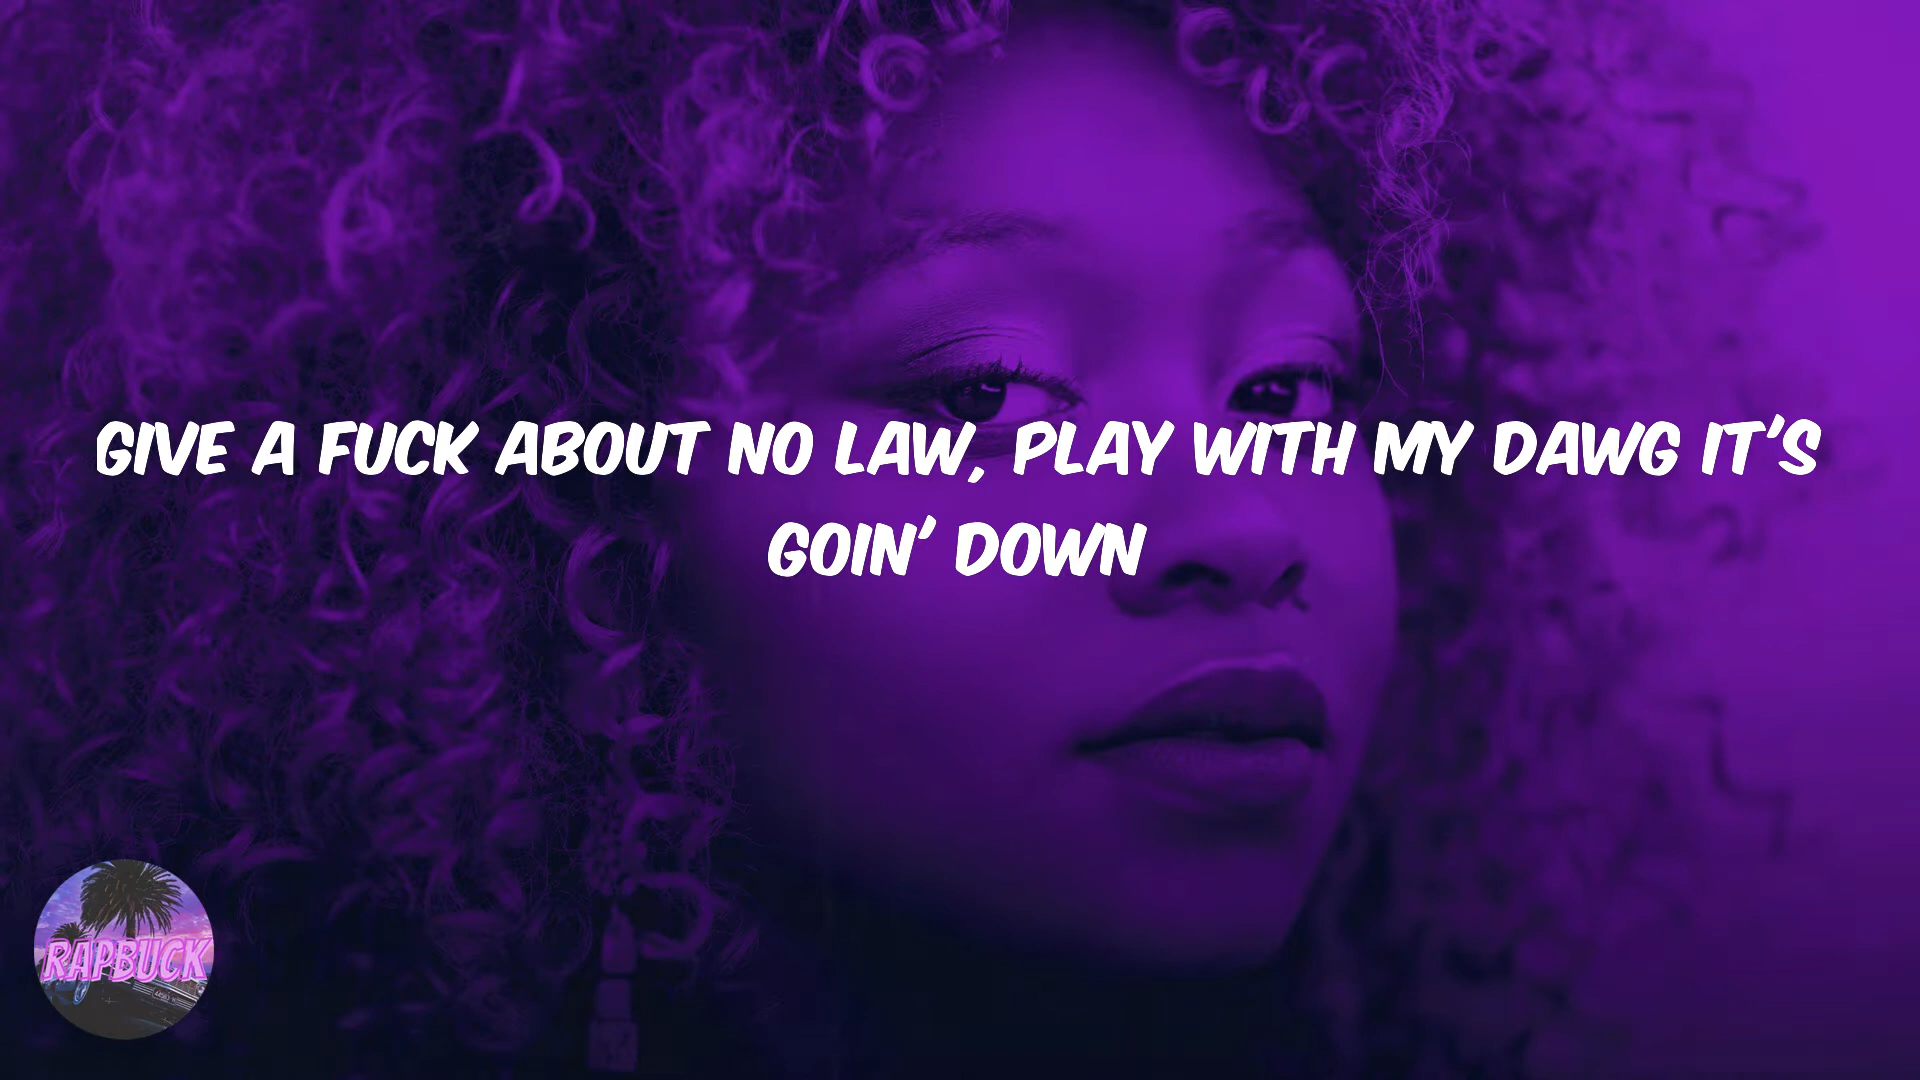 GIVE A FUCK ABOUT NO LAW, PLAY WITH MY DAWG IT'S
GOIN' DOWN
RAPBUCK